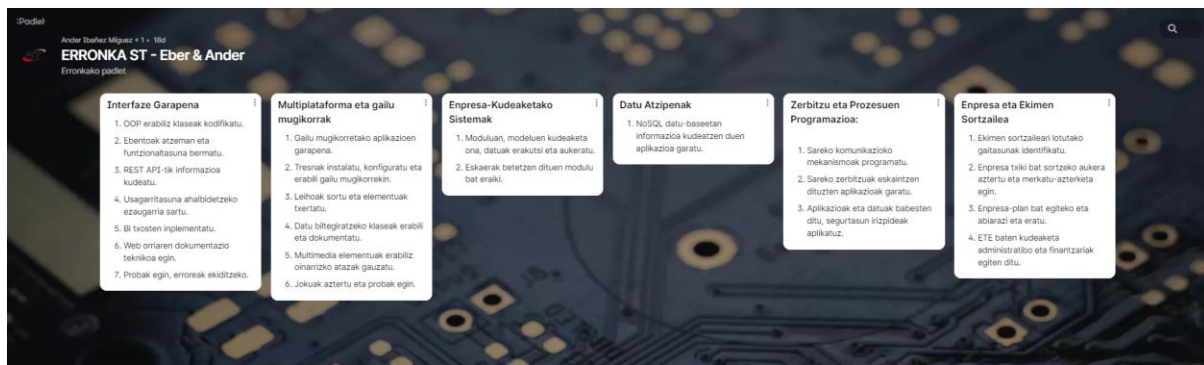 :Padlet
Ander Ibañez Miguez + 1 • 18d
ERRONKA ST - Eber & Ander
Erronkako padlet
Interfaze Garapena
1. OOP erabiliz klaseak kodifikatu.
2. Ebentoak atzeman eta
funtzionaltasuna bermatu.
3. REST API-tik informazioa
kudeatu.
4. Usagarritasuna ahalbidetzeko
ezaugarria sartu.
5. Bi txosten inplementatu.
6. Web orriaren dokumentazio
teknikoa egin.
7. Probak egin, erroreak ekiditzeko.
Multiplataforma eta gailu
mugikorrak
1. Gailu mugikorretako aplikazioen
garapena.
2. Tresnak instalatu, konfiguratu eta
erabili gailu mugikorrekin.
3. Leihoak sortu eta elementuak
txertatu.
4. Datu biltegiratzeko klaseak erabili
eta dokumentatu.
5. Multimedia elementuak erabiliz
oinarrizko atazak gauzatu.
6. Jokuak aztertu eta probak egin.
Enpresa-Kudeaketako
Sistemak
1. Moduluan, modeluen kudeaketa
ona, datuak erakutsi eta aukeratu.
2. Eskaerak betetzen dituen modulu
bat eraiki.
Datu Atzipenak
1. NoSQL datu-baseetan
informazioa kudeatzen duen
aplikazioa garatu.
Zerbitzu eta Prozesuen
Programazioa:
1. Sareko komunikazioko
mekanismoak programatu.
2. Sareko zerbitzuak eskaintzen
dituzten aplikazioak garatu.
3. Aplikazioak eta datuak babesten
ditu, segurtasun irizpideak
aplikatuz.
Enpresa eta Ekimen
Sortzailea
1. Ekimen sortzaileari lotutako
gaitasunak identifikatu.
2. Enpresa txiki bat sortzeko aukera
aztertu eta merkatu-azterketa
egin.
3. Enpresa-plan bat egiteko eta
abiarazi eta eratu.
4. ETE baten kudeaketa
administratibo eta finantzariak
egiten ditu.